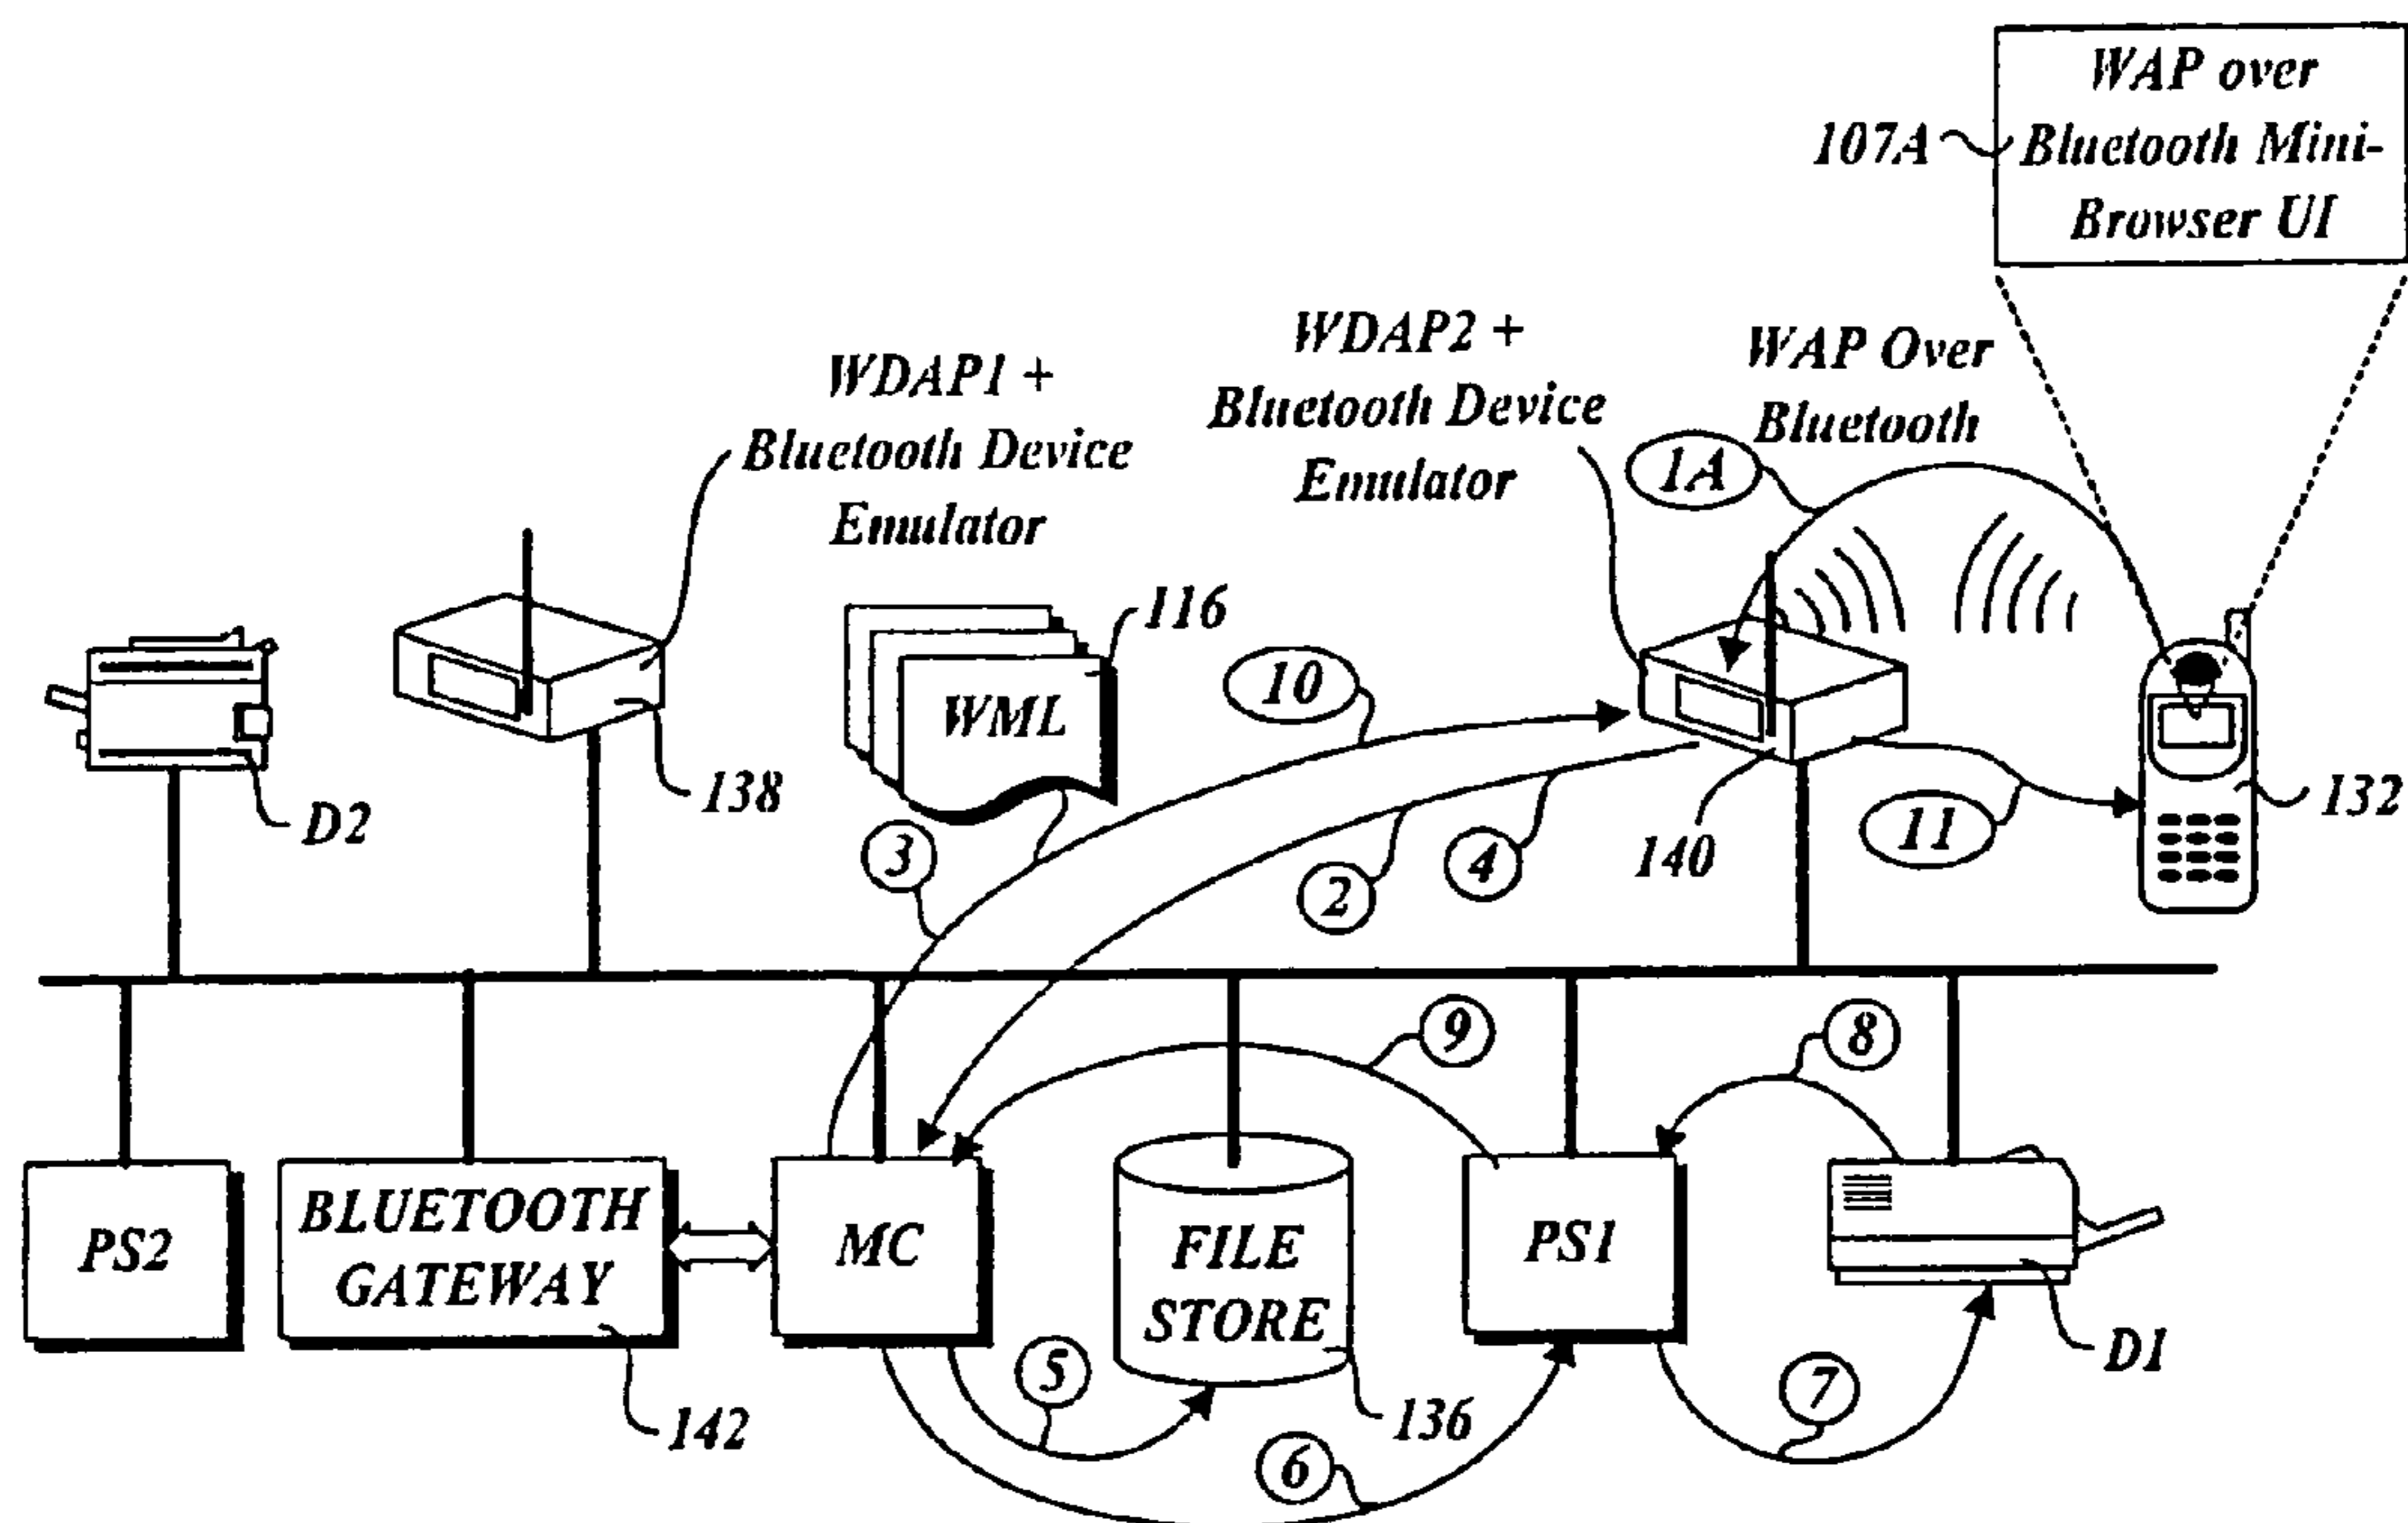 WAP over
Bluetooth Mini-
Browser UI
107A
WDAP2 +
Bluetooth Device
Emulator
WAP Over
Bluetooth
WDAP1 +
Bluetooth Device
Emulator
1A
116
10
WML
138
D2
132
11
140
3
2
4
9
8
PS2
BLUETOOTH
GATEWAY
MC
FILE
STORE
PS1
D1
142
5
136
6
7